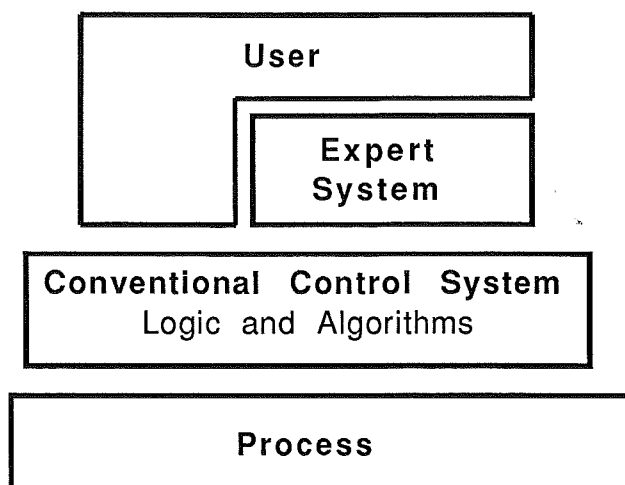 User
Expert
System
Conventional Control System
Logic and Algorithms
Process